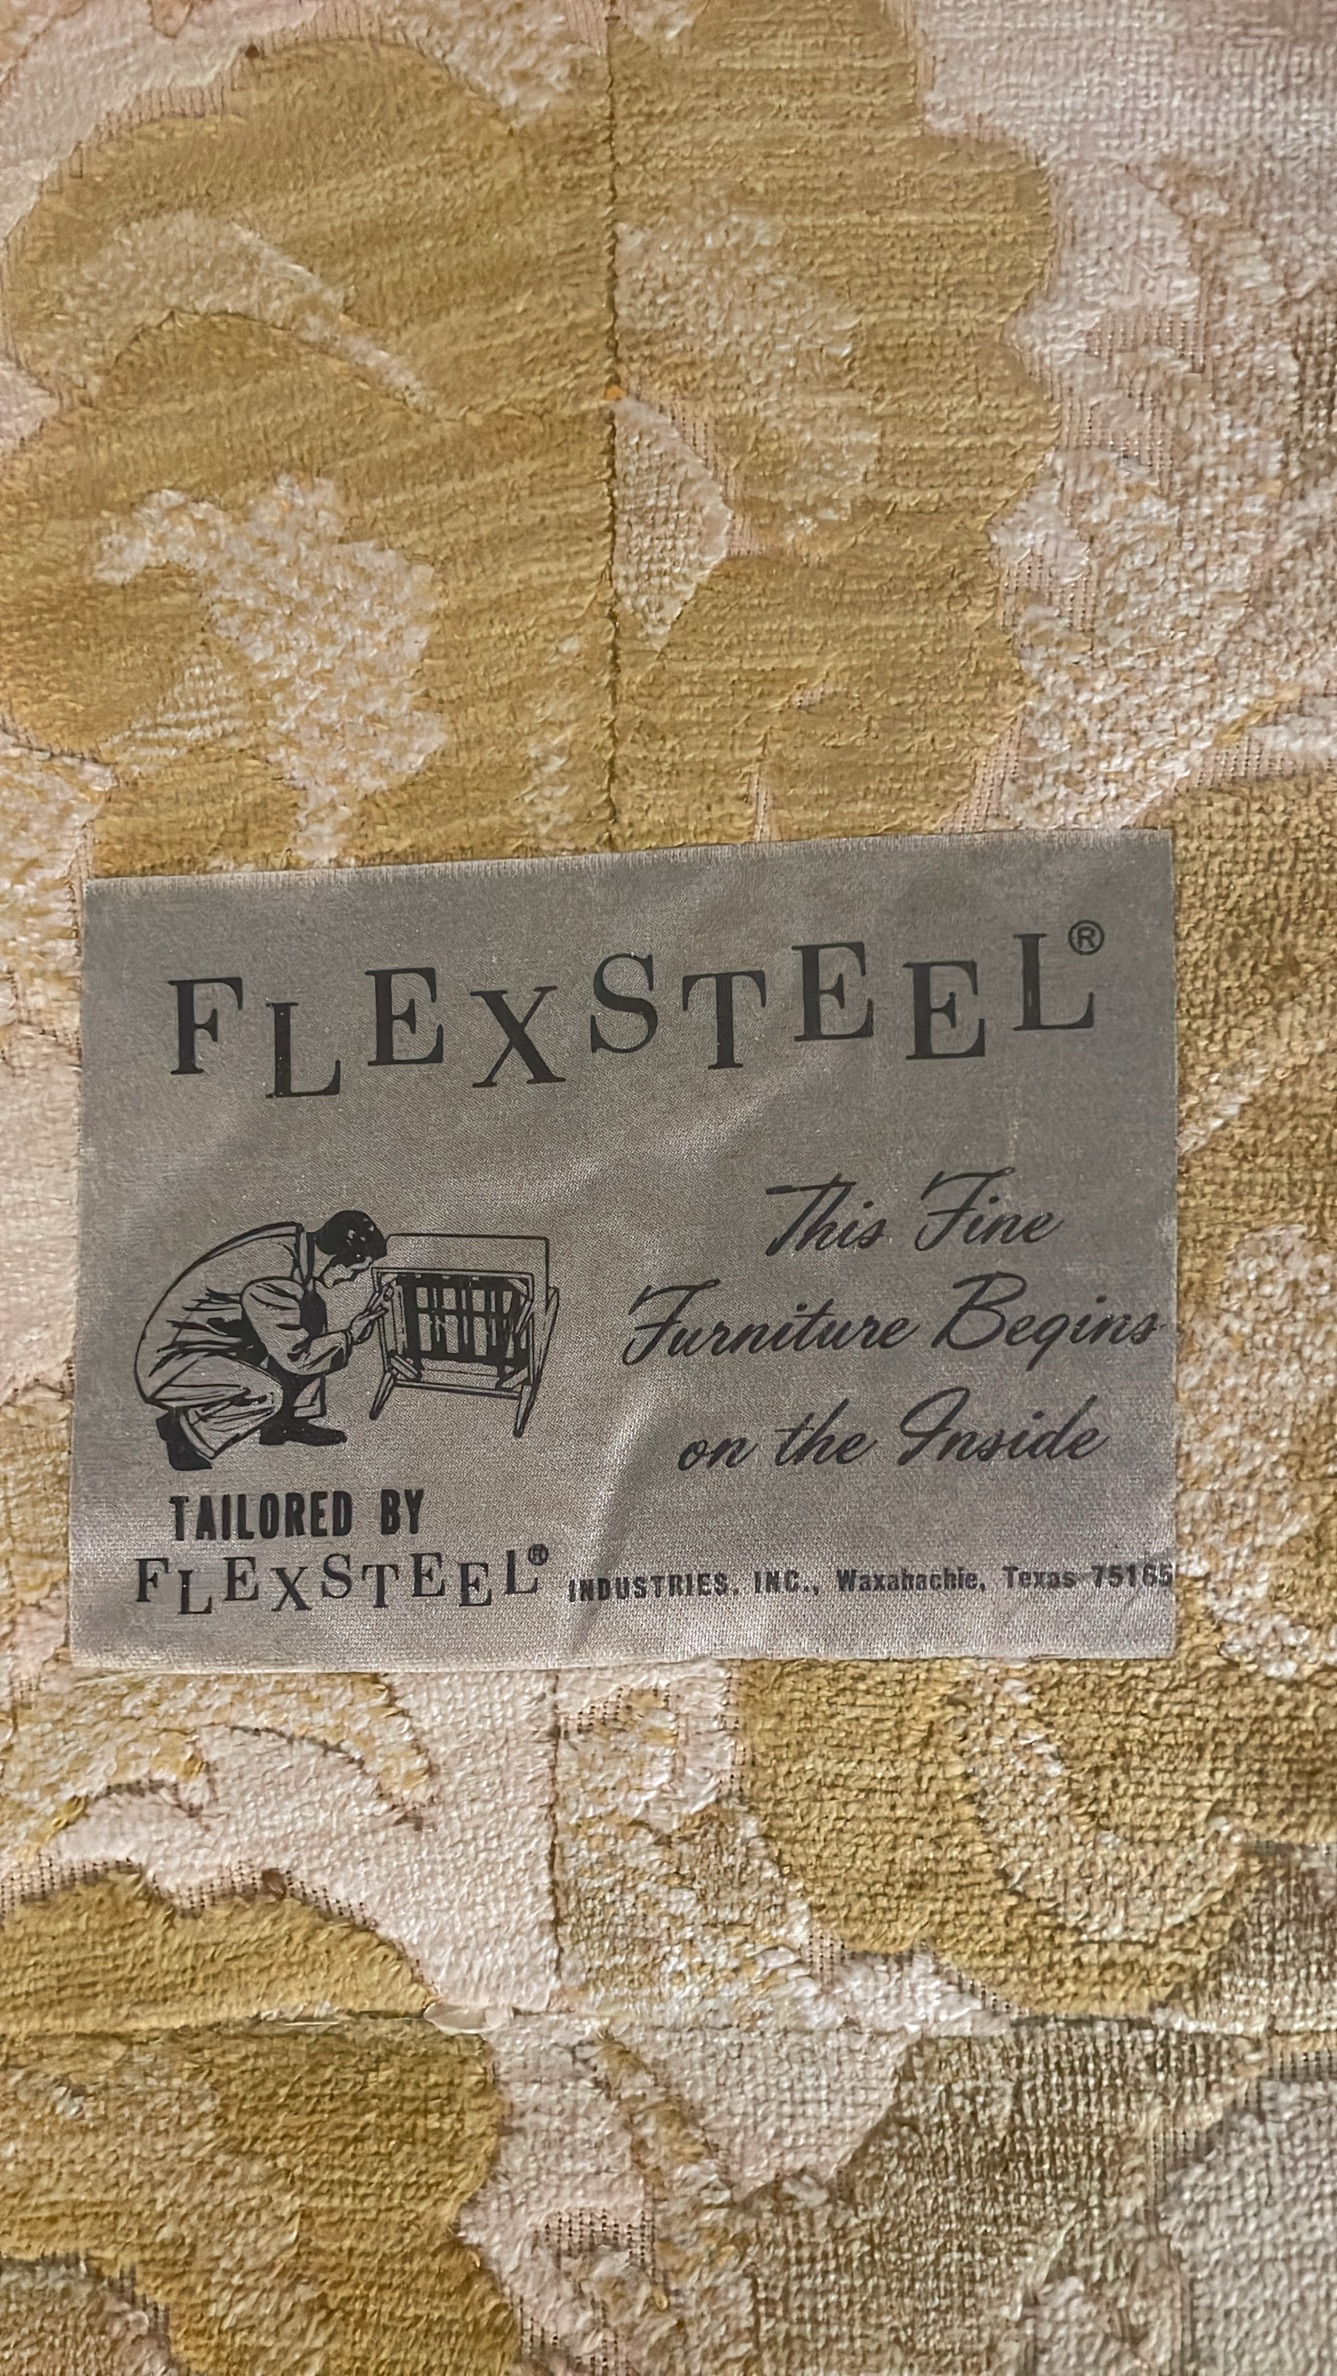 FLEXSTEEL®
This Fine
Furniture Begins
on the Inside
TAILORED BY
FLEXSTEEL® INDUSTRIES, INC., Waxahachie, Texas 75165